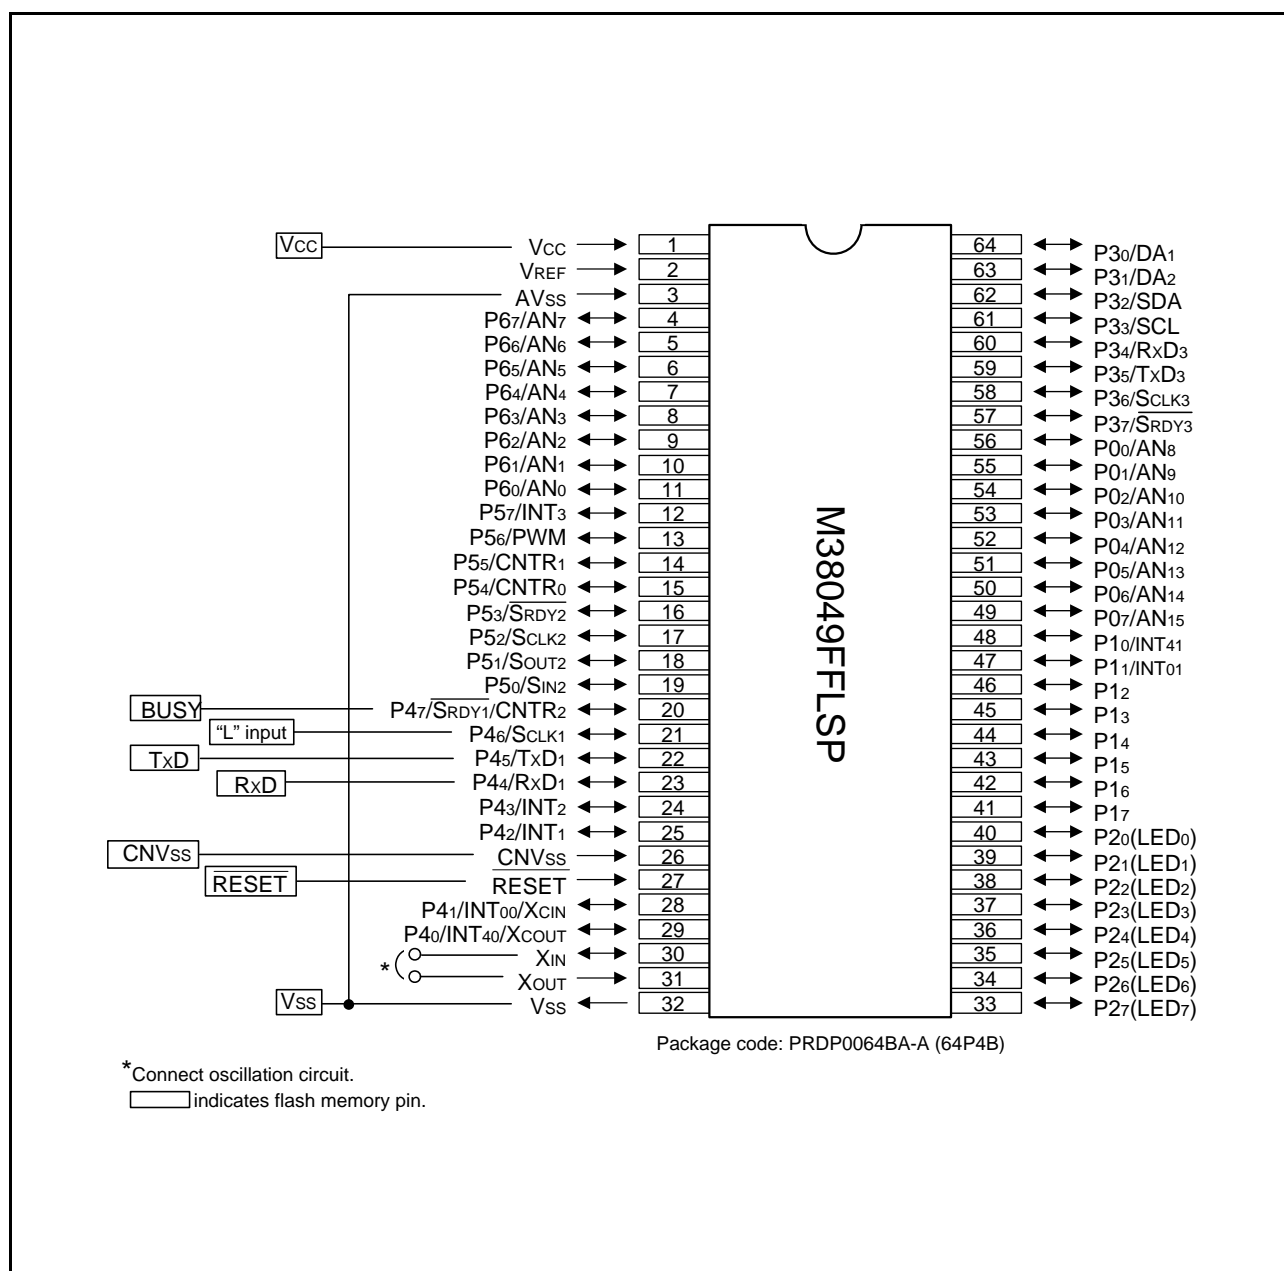 Vcc Vcc 1 64 P30/DA1
VREF 2 63 P31/DA2
AVss 3 62 P32/SDA
P67/AN7 4 61 P33/SCL
P66/AN6 5 60 P34/RxD3
P65/AN5 6 59 P35/TxD3
P64/AN4 7 58 P36/SCLK3
P63/AN3 8 57 P37/SRDY3
P62/AN2 9 56 P00/AN8
P61/AN1 10 55 P01/AN9
P60/AN0 11 54 P02/AN10
P57/INT3 12 53 P03/AN11
P56/PWM 13 52 P04/AN12
P55/CNTR1 14 51 P05/AN13
P54/CNTR0 15 50 P06/AN14
P53/SRDY2 16 49 P07/AN15
P52/SCLK2 17 48 P10/INT41
P51/SOUT2 18 47 P11/INT01
P50/SIN2 19 46 P12
BUSY P47/SRDY1/CNTR2 20 45 P13
“L” input P46/SCLK1 21 44 P14
TxD P45/TxD1 22 43 P15
RxD P44/RxD1 23 42 P16
P43/INT2 24 41 P17
P42/INT1 25 40 P20(LED0)
CNVss CNVss 26 39 P21(LED1)
RESET RESET 27 38 P22(LED2)
P41/INT00/XCIN 28 37 P23(LED3)
P40/INT40/XCOUT 29 36 P24(LED4)
* XIN 30 35 P25(LED5)
XOUT 31 34 P26(LED6)
Vss Vss 32 33 P27(LED7)
M38049FFLSP
Package code: PRDP0064BA-A (64P4B)
*Connect oscillation circuit.
indicates flash memory pin.